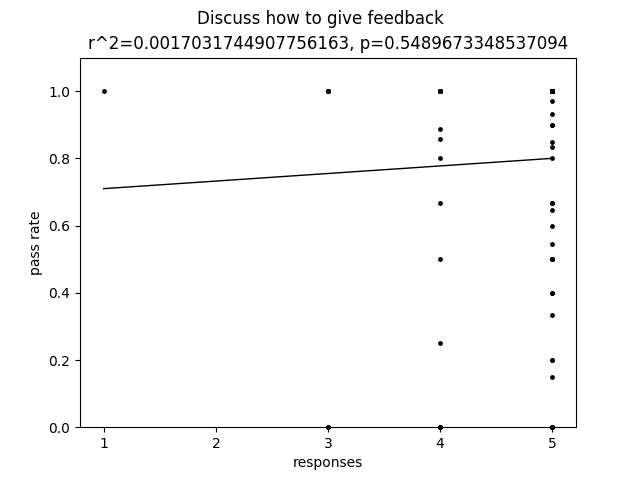 Discuss how to give feedback
r^2=0.0017031744907756163, p=0.5489673348537094
1.0
0.8
0.6
0.4
0.2
0.0
pass rate
1 2 3 4 5
responses